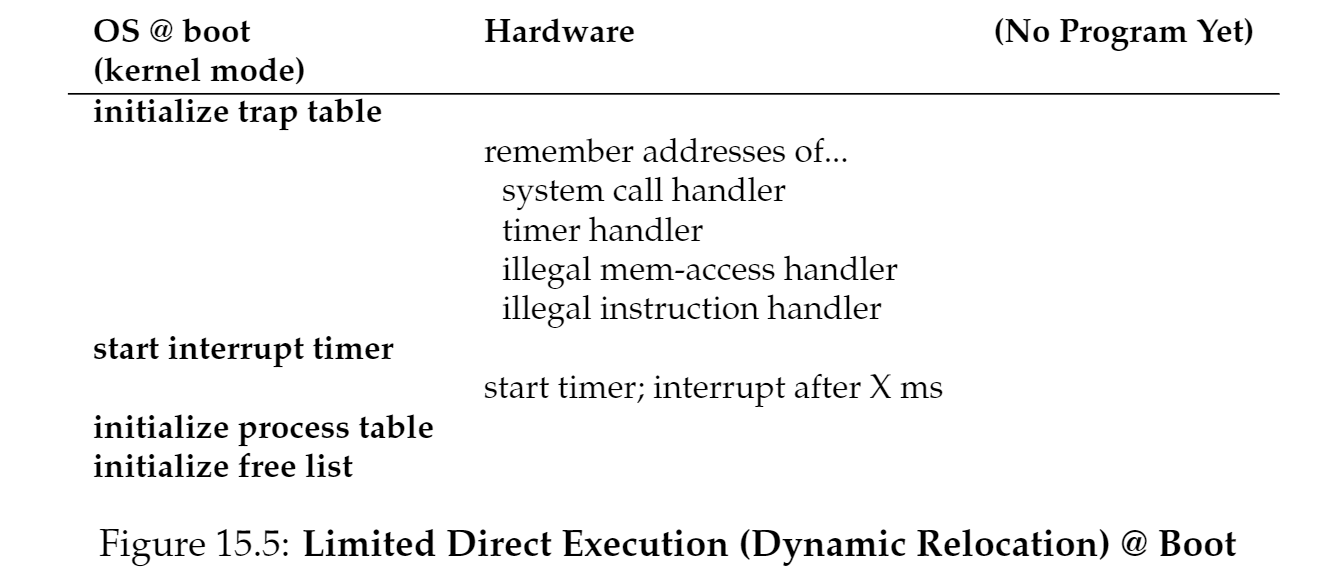 OS @ boot Hardware (No Program Yet)
(kernel mode)
initialize trap table
remember addresses of...
system call handler
timer handler
illegal mem-access handler
illegal instruction handler
start interrupt timer
start timer; interrupt after X ms
initialize process table
initialize free list
Figure 15.5: Limited Direct Execution (Dynamic Relocation) @ Boot